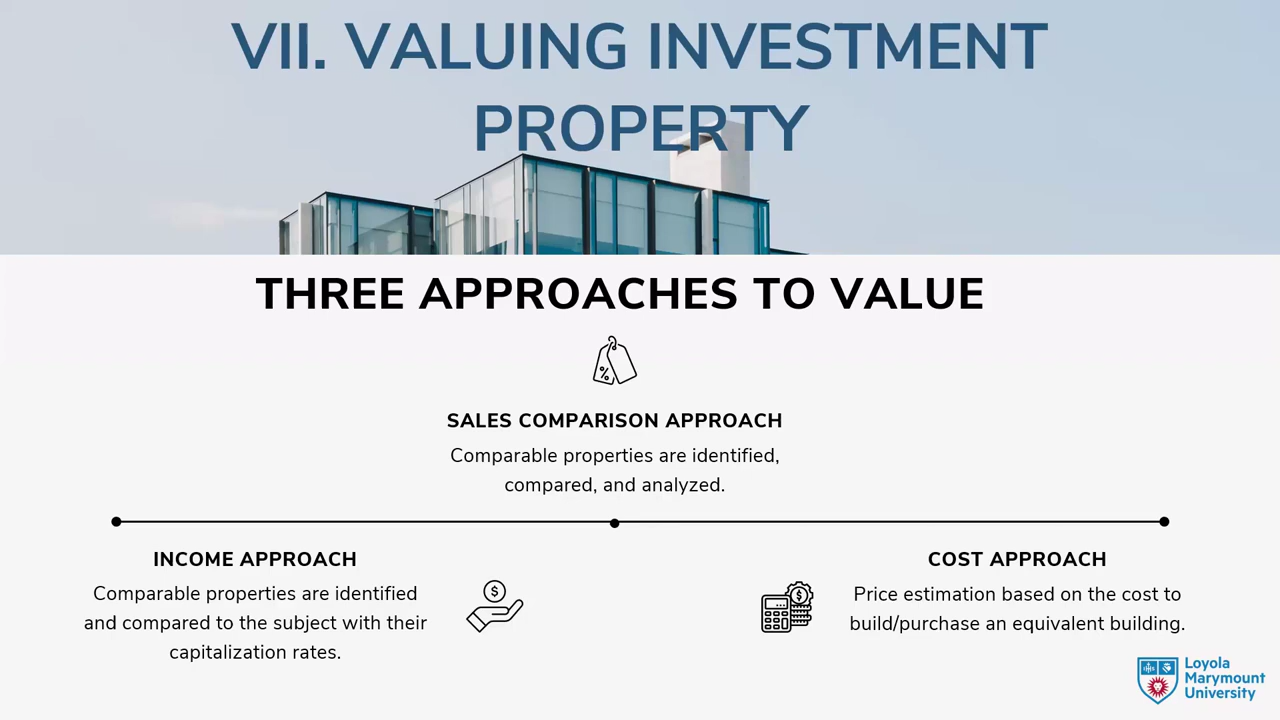 VII. VALUING INVESTMENT
PROPERTY
THREE APPROACHES TO VALUE
%
SALES COMPARISON APPROACH
Comparable properties are identified,
compared, and analyzed.
INCOME APPROACH
Comparable properties are identified
and compared to the subject with their
capitalization rates.
$
$
COST APPROACH
Price estimation based on the cost to
build/purchase an equivalent building.
Loyola
Marymount
University